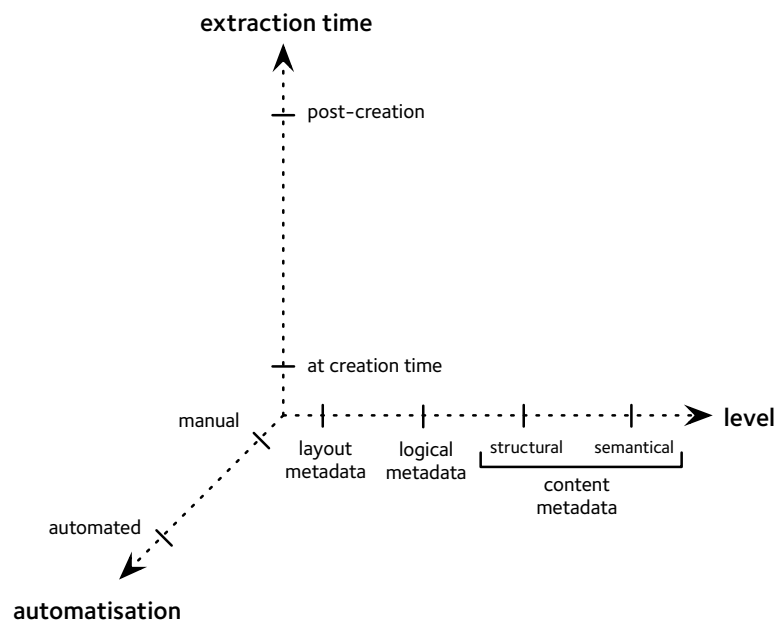 extraction time
post-creation
at creation time
manual
level
layout
metadata
logical
metadata
structural
semantical
content
metadata
automated
automatisation